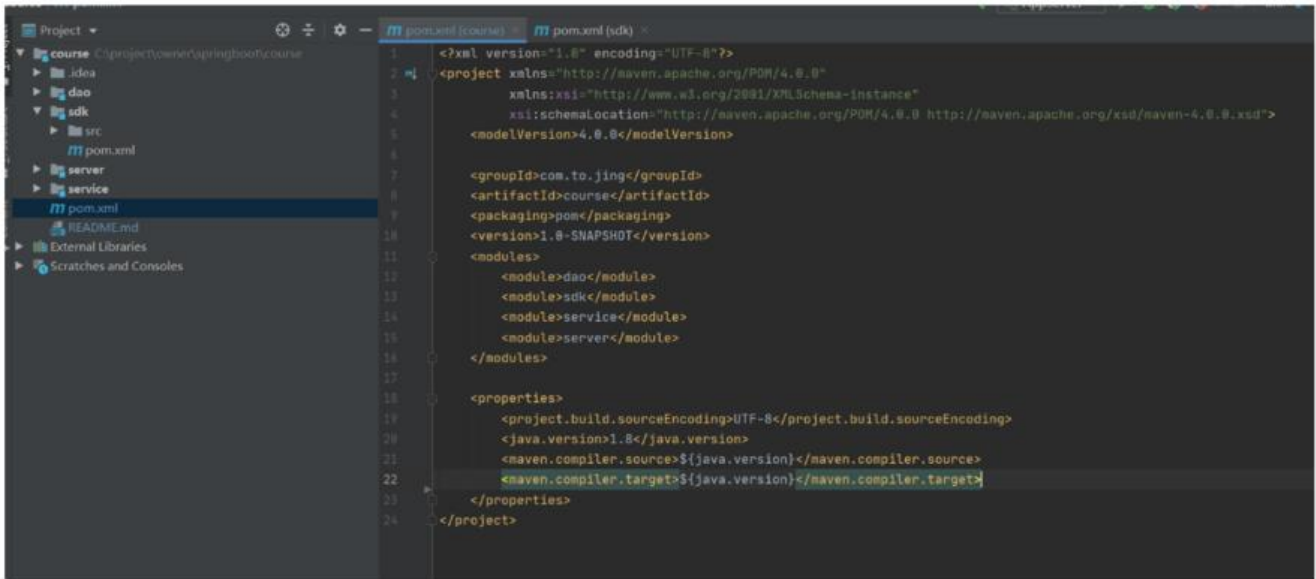 Project
course C:\project\owner\springboot\course
.idea
dao
sdk
src
pom.xml
server
service
pom.xml
README.md
External Libraries
Scratches and Consoles
pom.xml (course)
pom.xml (sdk)
1 <?xml version="1.0" encoding="UTF-8"?>
2 <project xmlns="http://maven.apache.org/POM/4.0.0"
3 xmlns:xsi="http://www.w3.org/2001/XMLSchema-instance"
4 xsi:schemaLocation="http://maven.apache.org/POM/4.0.0 http://maven.apache.org/xsd/maven-4.0.0.xsd">
5 <modelVersion>4.0.0</modelVersion>
6
7 <groupId>com.to.jing</groupId>
8 <artifactId>course</artifactId>
9 <packaging>pom</packaging>
10 <version>1.0-SNAPSHOT</version>
11 <modules>
12 <module>dao</module>
13 <module>sdk</module>
14 <module>service</module>
15 <module>server</module>
16 </modules>
17
18 <properties>
19 <project.build.sourceEncoding>UTF-8</project.build.sourceEncoding>
20 <java.version>1.8</java.version>
21 <maven.compiler.source>${java.version}</maven.compiler.source>
22 <maven.compiler.target>${java.version}</maven.compiler.target>
23 </properties>
24 </project>